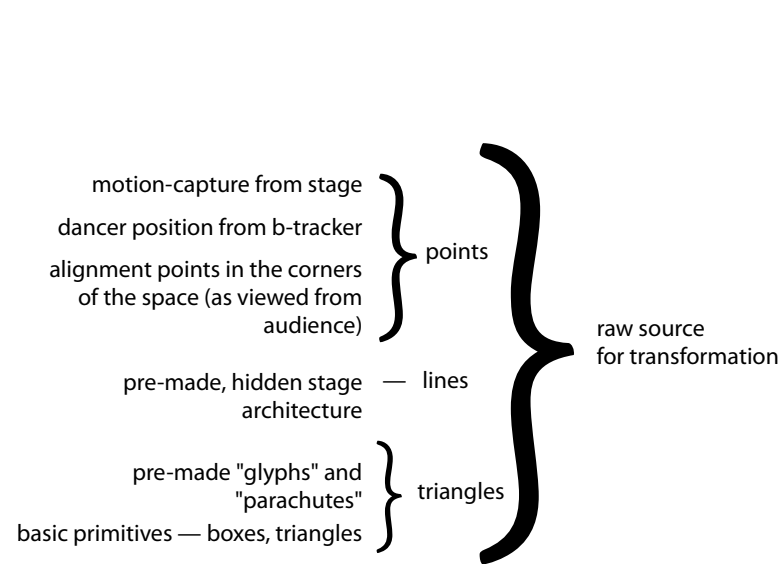 motion-capture from stage
dancer position from b-tracker
alignment points in the corners
of the space (as viewed from
audience)
points
pre-made, hidden stage
architecture
— lines
pre-made "glyphs" and
"parachutes"
basic primitives — boxes, triangles
triangles
raw source
for transformation